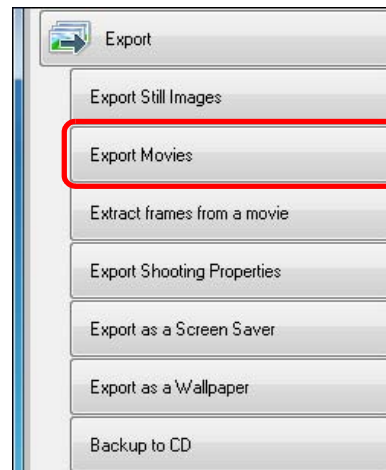 Export
Export Still Images
Export Movies
Extract frames from a movie
Export Shooting Properties
Export as a Screen Saver
Export as a Wallpaper
Backup to CD